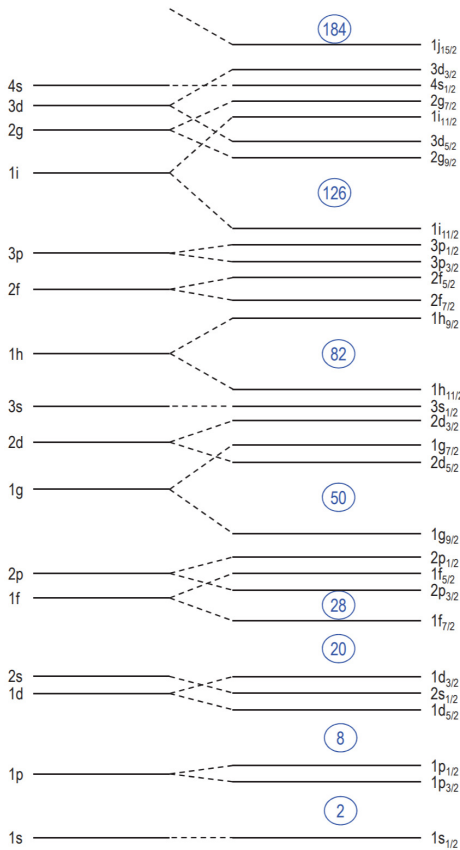 184
1j15/2
3d3/2
4s 4s1/2
3d 2g7/2
2g 1i11/2
3d5/2
2g9/2
1i
126
1i11/2
3p 3p1/2
3p3/2
2f 2f5/2
2f7/2
1h9/2
1h 82
1h11/2
3s 3s1/2
2d3/2
2d 1g7/2
2d5/2
1g 50
1g9/2
2p1/2
2p 1f5/2
2p3/2
1f 28
1f7/2
20
2s 1d3/2
1d 2s1/2
1d5/2
8
1p 1p1/2
1p3/2
2
1s 1s1/2